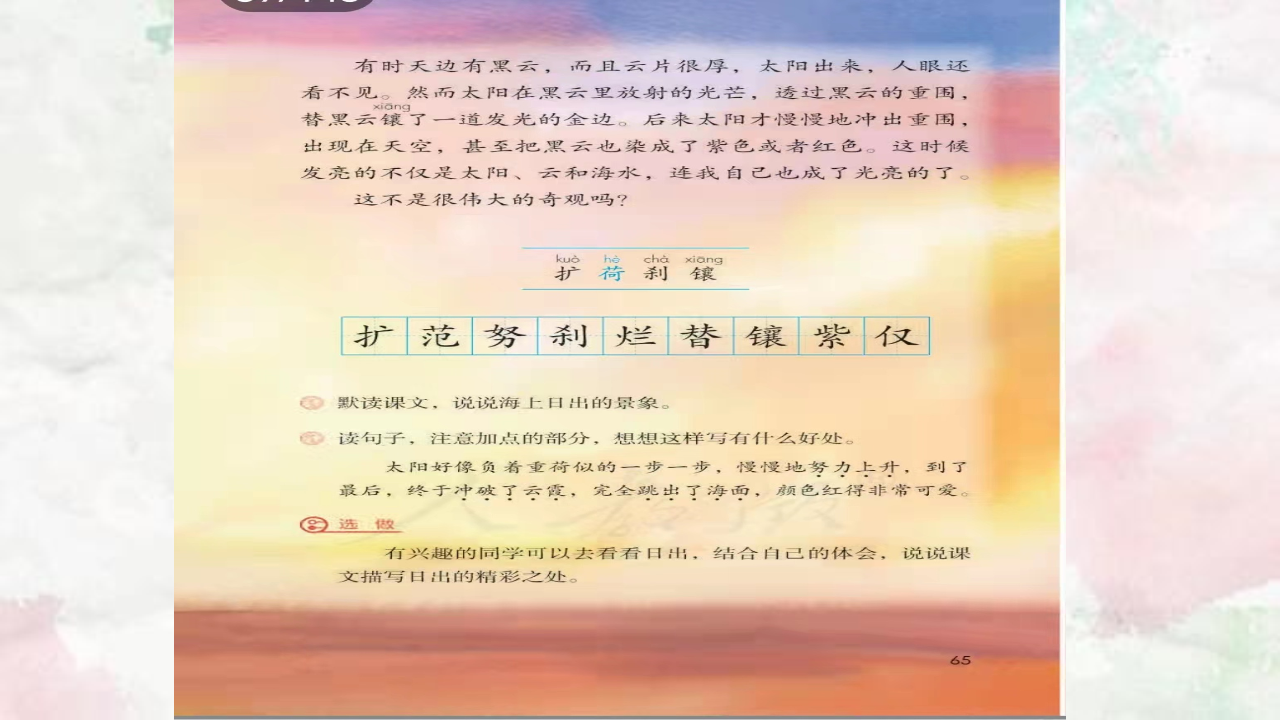 有时天边有黑云，而且云片很厚，太阳出来，人眼还
看不见。然而太阳在黑云里放射的光芒，透过黑云的重围，
xiāng
替黑云镶了一道发光的金边。后来太阳才慢慢地冲出重围，
出现在天空，甚至把黑云也染成了紫色或者红色。这时候
发亮的不仅是太阳、云和海水，连我自己也成了光亮的了。
这不是很伟大的奇观吗？
kuò hè chà xiāng
扩 荷 刹 镶
扩 范 努 刹 烂 替 镶 紫 仅
默读课文，说说海上日出的景象。
读句子，注意加点的部分，想想这样写有什么好处。
太阳好像负着重荷似的一步一步，慢慢地努力上升，到了
最后，终于冲破了云霞，完全跳出了海面，颜色红得非常可爱。
选 做
有兴趣的同学可以去看看日出，结合自己的体会，说说课
文描写日出的精彩之处。
65